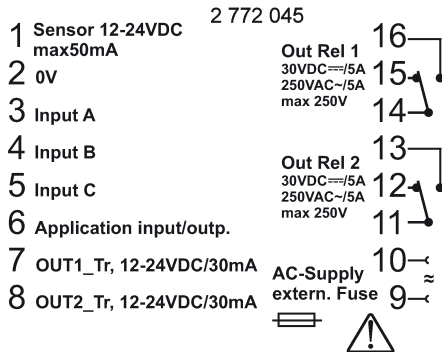 2 772 045
1 Sensor 12-24VDC
max50mA
2 0V
3 Input A
4 Input B
5 Input C
6 Application input/outp.
7 OUT1_Tr, 12-24VDC/30mA
8 OUT2_Tr, 12-24VDC/30mA
Out Rel 1
30VDC⎓/5A
250VAC~/5A
max 250V
16
15
14
Out Rel 2
30VDC⎓/5A
250VAC~/5A
max 250V
13
12
11
AC-Supply
extern. Fuse
10
≈
9